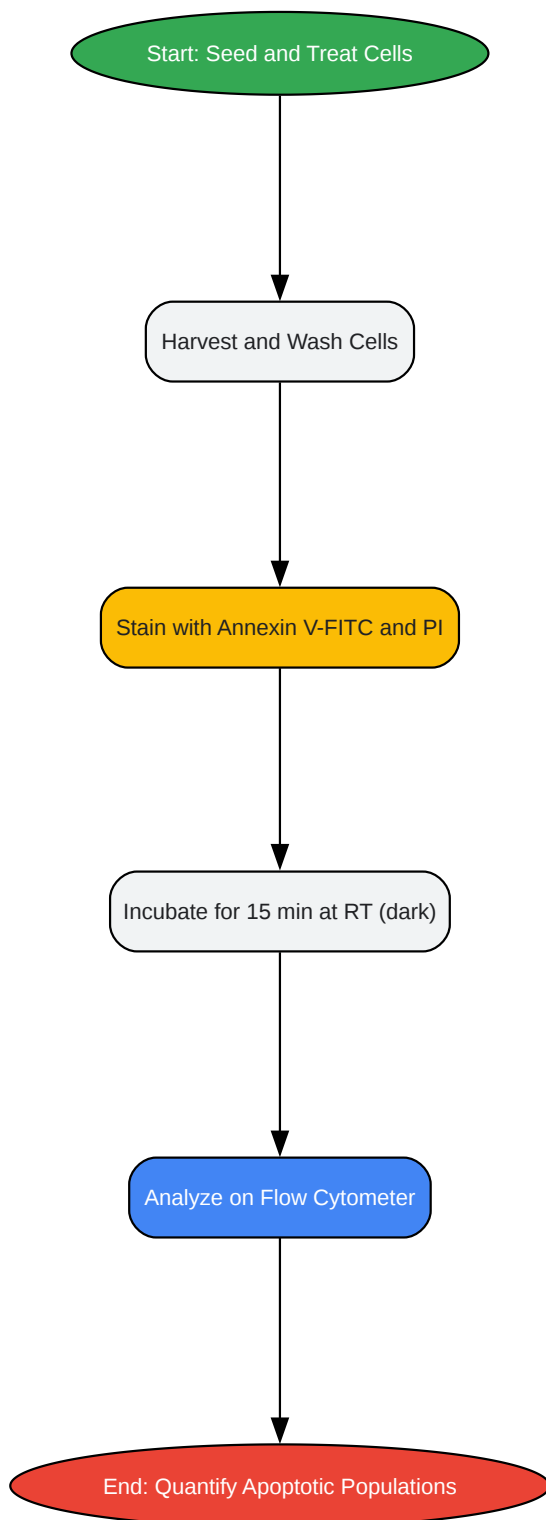 Start: Seed and Treat Cells
Harvest and Wash Cells
Stain with Annexin V-FITC and PI
Incubate for 15 min at RT (dark)
Analyze on Flow Cytometer
End: Quantify Apoptotic Populations